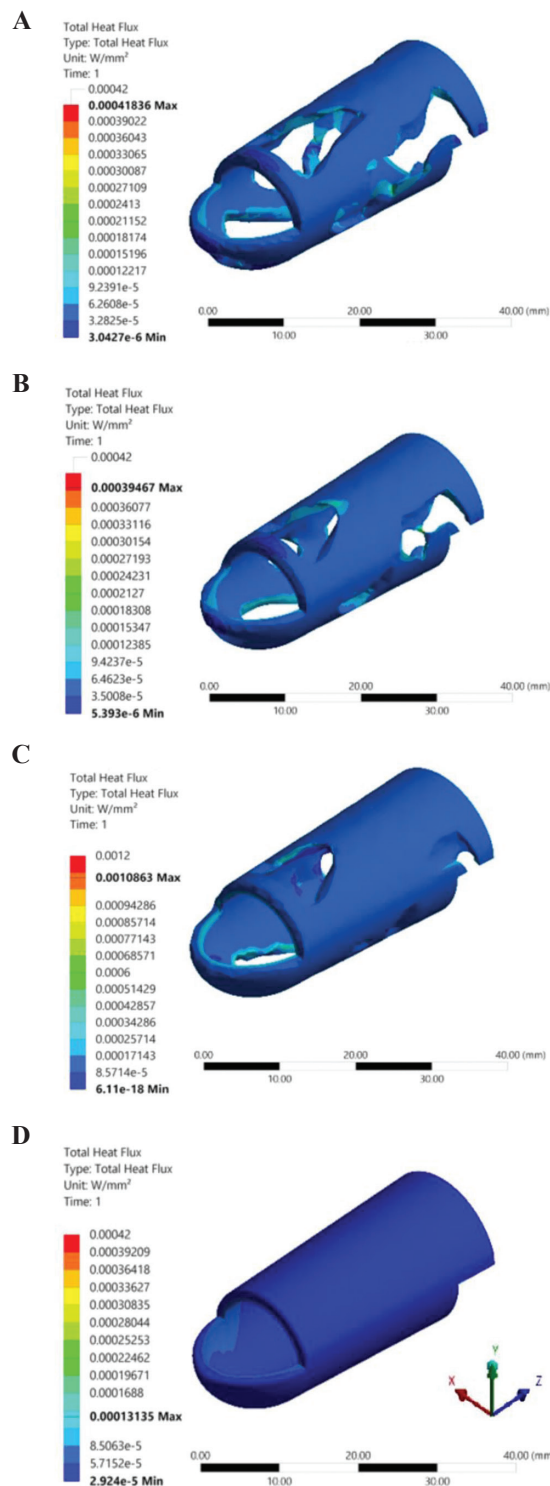 A
Total Heat Flux
Type: Total Heat Flux
Unit: W/mm²
Time: 1
0.00042
0.00041836 Max
0.00039022
0.00036043
0.00033065
0.00030087
0.00027109
0.0002413
0.00021152
0.00018174
0.00015196
0.00012217
9.2391e-5
6.2608e-5
3.2825e-5
3.0427e-6 Min
0.00
20.00
40.00 (mm)
10.00
30.00
B
Total Heat Flux
Type: Total Heat Flux
Unit: W/mm²
Time: 1
0.00042
0.00039467 Max
0.00036077
0.00033116
0.00030154
0.00027193
0.00024231
0.0002127
0.00018308
0.00015347
0.00012385
9.4237e-5
6.4623e-5
3.5008e-5
5.393e-6 Min
0.00
20.00
40.00 (mm)
10.00
30.00
C
Total Heat Flux
Type: Total Heat Flux
Unit: W/mm²
Time: 1
0.0012
0.0010863 Max
0.00094286
0.00085714
0.00077143
0.00068571
0.0006
0.00051429
0.00042857
0.00034286
0.00025714
0.00017143
8.5714e-5
6.11e-18 Min
0.00
20.00
40.00 (mm)
10.00
30.00
D
Total Heat Flux
Type: Total Heat Flux
Unit: W/mm²
Time: 1
0.00042
0.00039209
0.00036418
0.00033627
0.00030835
0.00028044
0.00025253
0.00022462
0.00019671
0.0001688
0.00013135 Max
8.5063e-5
5.7152e-5
2.924e-5 Min
Y
X
Z
0.00
20.00
40.00 (mm)
10.00
30.00